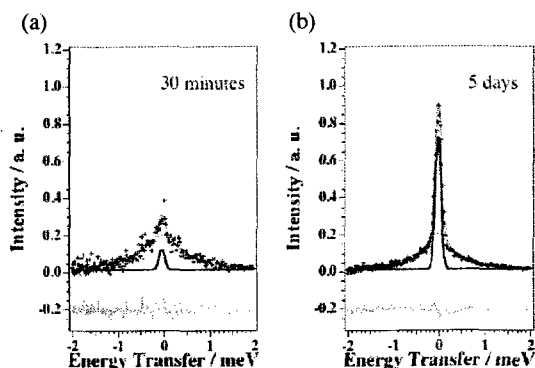 (a)
Intensity / a. u.
1.2
1.0
0.8
0.6
0.4
0.2
0.0
-0.2
30 minutes
-2 -1 0 1 2
Energy Transfer / meV
(b)
Intensity / a. u.
1.2
1.0
0.8
0.6
0.4
0.2
0.0
-0.2
5 days
-2 -1 0 1 2
Energy Transfer / meV